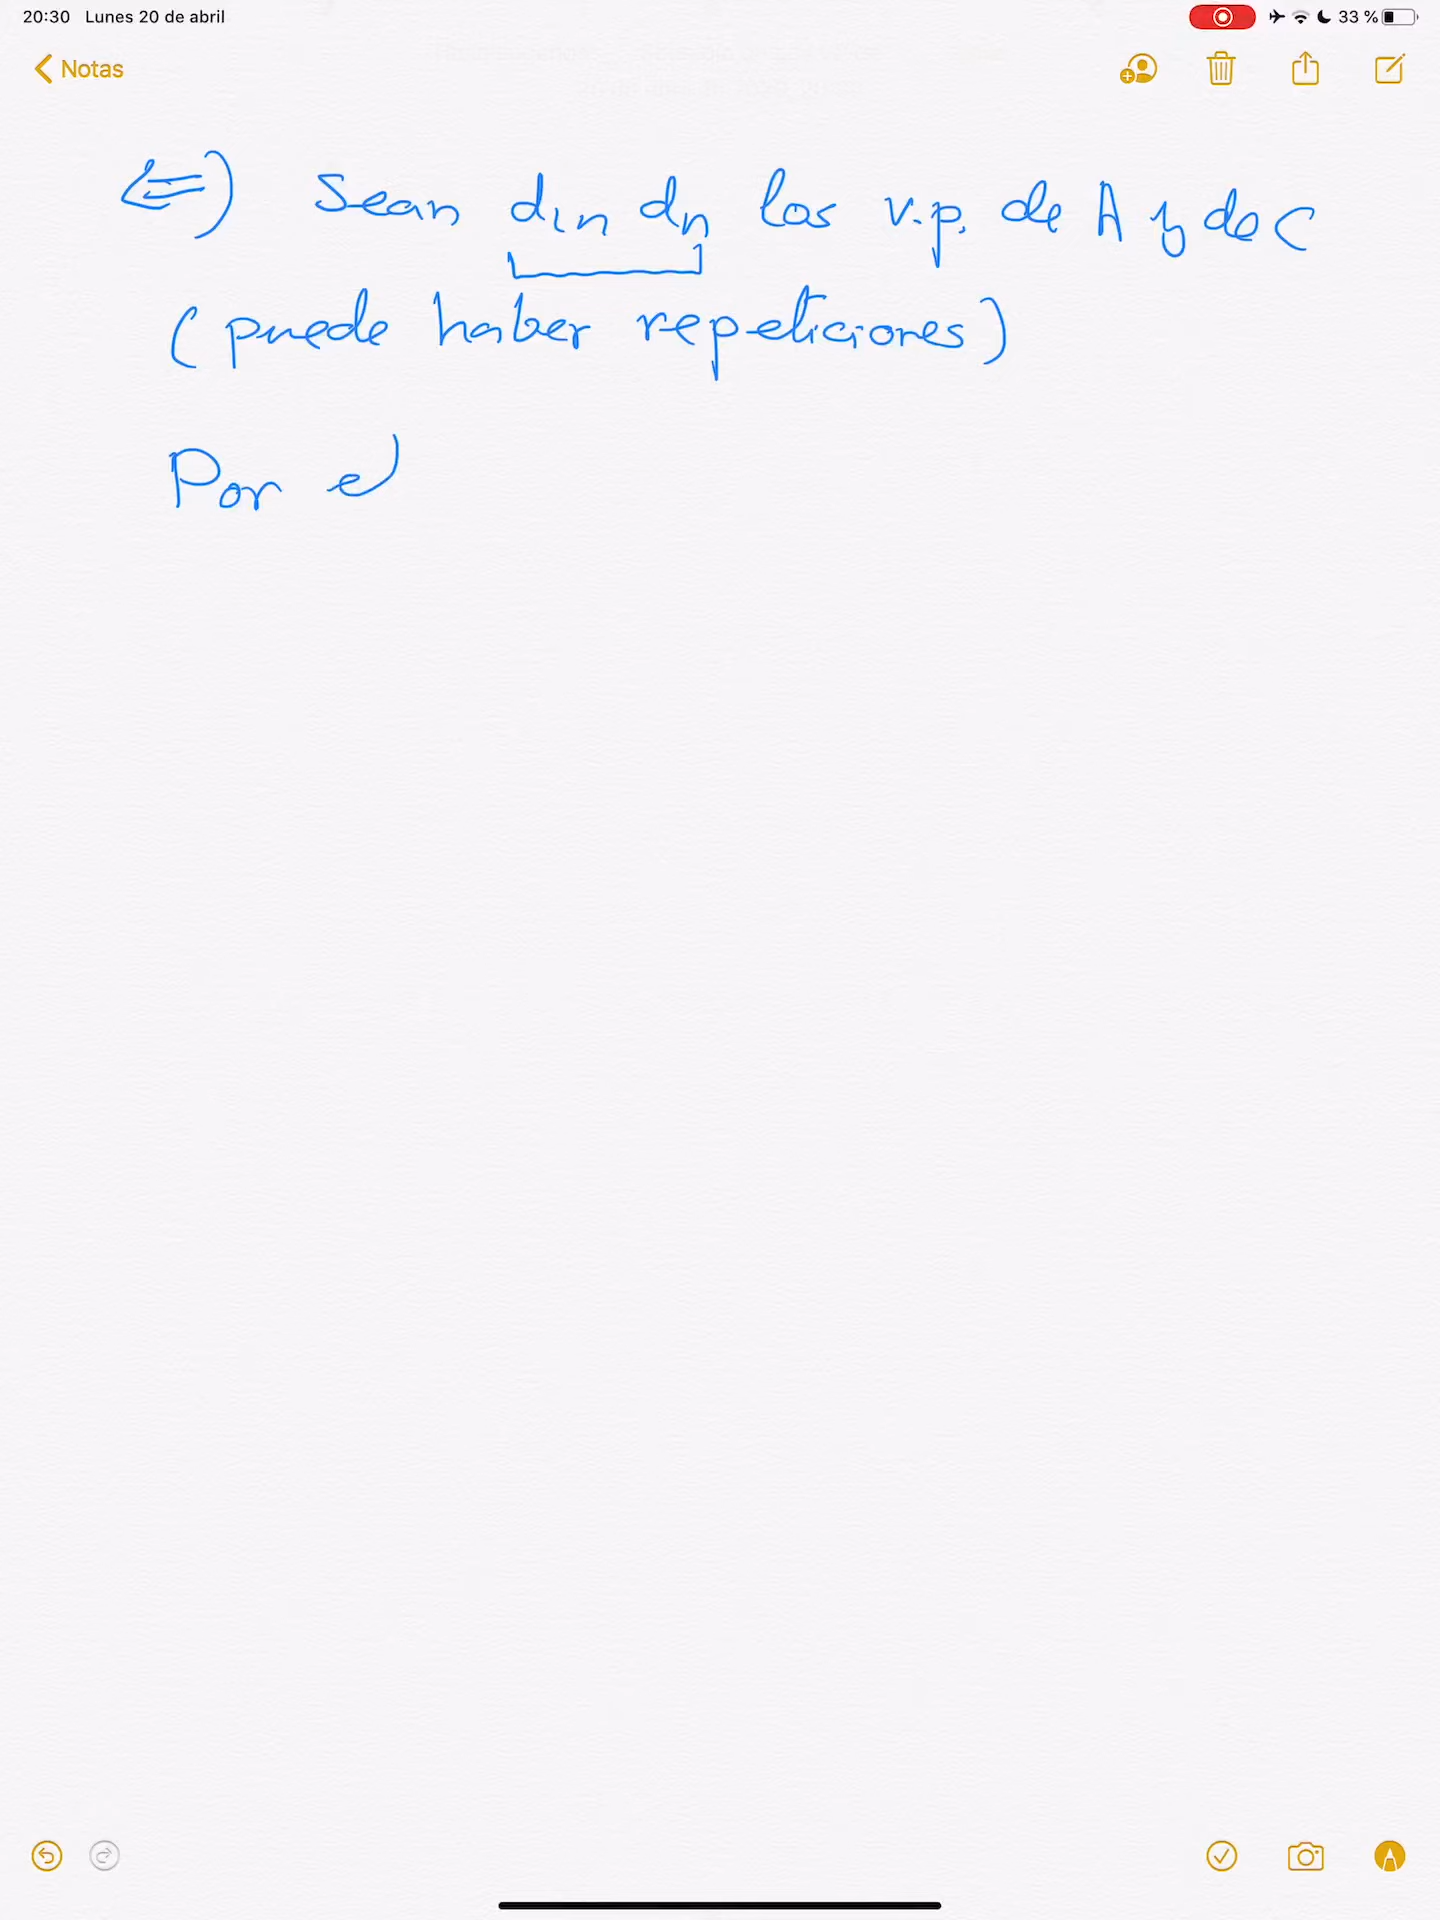 20:30 Lunes 20 de abril 33 %
Notas
⇐) Sean d1,, dn los v.p. de A y de C
(puede haber repeticiones)
Por el